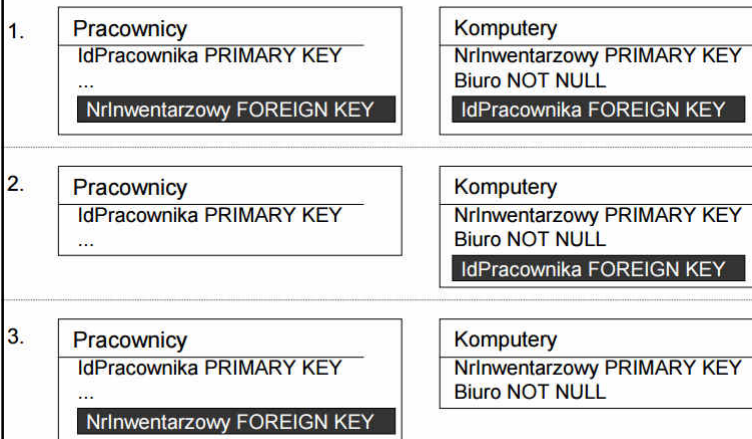 1.
Pracownicy
IdPracownika PRIMARY KEY
...
NrInwentarzowy FOREIGN KEY
Komputery
NrInwentarzowy PRIMARY KEY
Biuro NOT NULL
IdPracownika FOREIGN KEY
2.
Pracownicy
IdPracownika PRIMARY KEY
...
Komputery
NrInwentarzowy PRIMARY KEY
Biuro NOT NULL
IdPracownika FOREIGN KEY
3.
Pracownicy
IdPracownika PRIMARY KEY
...
NrInwentarzowy FOREIGN KEY
Komputery
NrInwentarzowy PRIMARY KEY
Biuro NOT NULL